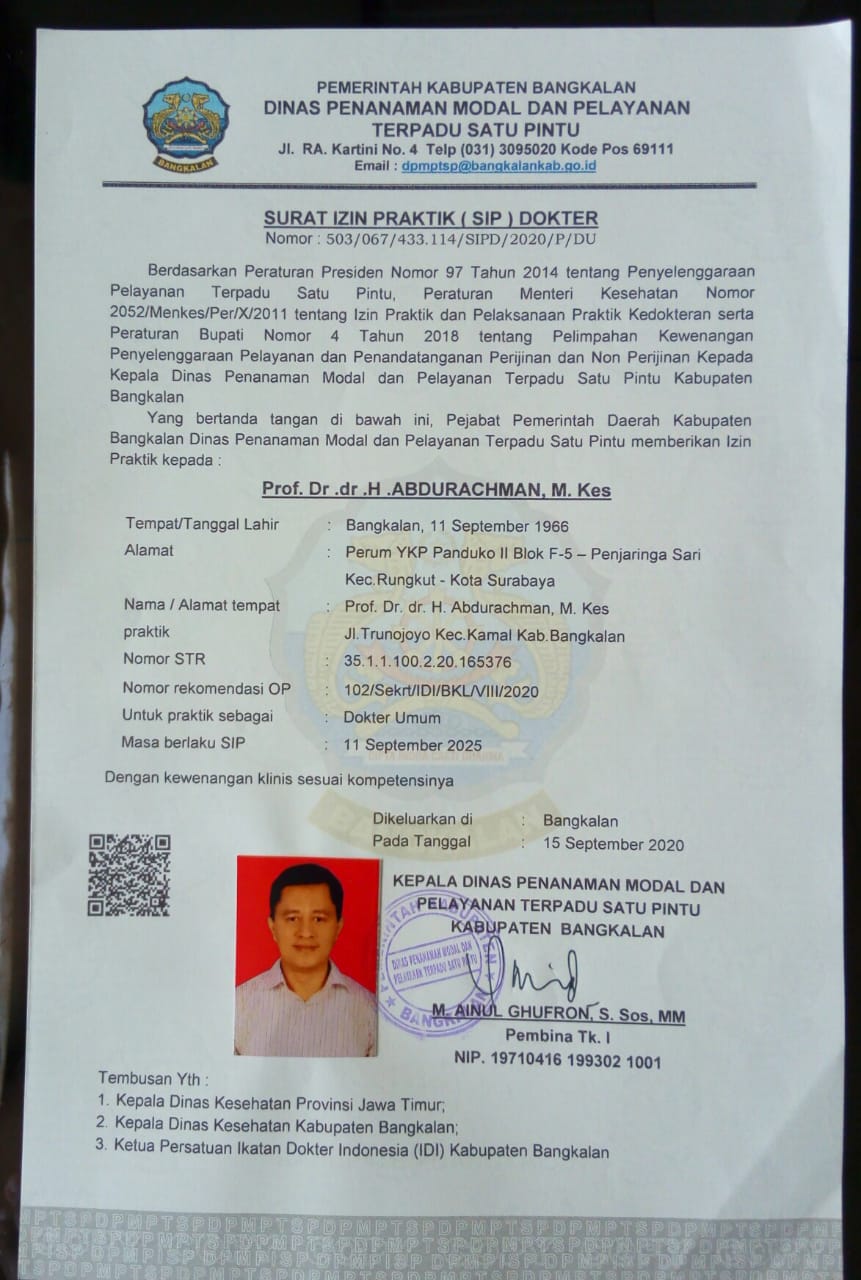 PEMERINTAH KABUPATEN BANGKALAN
DINAS PENANAMAN MODAL DAN PELAYANAN
TERPADU SATU PINTU
Jl. RA. Kartini No. 4 Telp (031) 3095020 Kode Pos 69111
Email : dpmptsp@bangkalankab.go.id
BANGKALAN
SURAT IZIN PRAKTIK ( SIP ) DOKTER
Nomor : 503/067/433.114/SIPD/2020/P/DU
Berdasarkan Peraturan Presiden Nomor 97 Tahun 2014 tentang Penyelenggaraan
Pelayanan Terpadu Satu Pintu, Peraturan Menteri Kesehatan Nomor
2052/Menkes/Per/X/2011 tentang Izin Praktik dan Pelaksanaan Praktik Kedokteran serta
Peraturan Bupati Nomor 4 Tahun 2018 tentang Pelimpahan Kewenangan
Penyelenggaraan Pelayanan dan Penandatanganan Perijinan dan Non Perijinan Kepada
Kepala Dinas Penanaman Modal dan Pelayanan Terpadu Satu Pintu Kabupaten
Bangkalan
Yang bertanda tangan di bawah ini, Pejabat Pemerintah Daerah Kabupaten
Bangkalan Dinas Penanaman Modal dan Pelayanan Terpadu Satu Pintu memberikan Izin
Praktik kepada :
Prof. Dr .dr .H .ABDURACHMAN, M. Kes
Tempat/Tanggal Lahir : Bangkalan, 11 September 1966
Alamat : Perum YKP Panduko II Blok F-5 – Penjaringa Sari
Kec.Rungkut - Kota Surabaya
Nama / Alamat tempat : Prof. Dr. dr. H. Abdurachman, M. Kes
praktik Jl.Trunojoyo Kec.Kamal Kab.Bangkalan
Nomor STR : 35.1.1.100.2.20.165376
Nomor rekomendasi OP : 102/Sekrt/IDI/BKL/VIII/2020
Untuk praktik sebagai : Dokter Umum
Masa berlaku SIP : 11 September 2025
Dengan kewenangan klinis sesuai kompetensinya
BANGKALAN
Dikeluarkan di : Bangkalan
Pada Tanggal : 15 September 2020
KEPALA DINAS PENANAMAN MODAL DAN
PELAYANAN TERPADU SATU PINTU
KABUPATEN BANGKALAN
PEMERINTAH KABUPATEN
DINAS PENANAMAN MODAL DAN
PELAYANAN TERPADU SATU PINTU
BANGKALAN
M. AINUL GHUFRON, S. Sos, MM
Pembina Tk. I
NIP. 19710416 199302 1001
Tembusan Yth :
1. Kepala Dinas Kesehatan Provinsi Jawa Timur;
2. Kepala Dinas Kesehatan Kabupaten Bangkalan;
3. Ketua Persatuan Ikatan Dokter Indonesia (IDI) Kabupaten Bangkalan